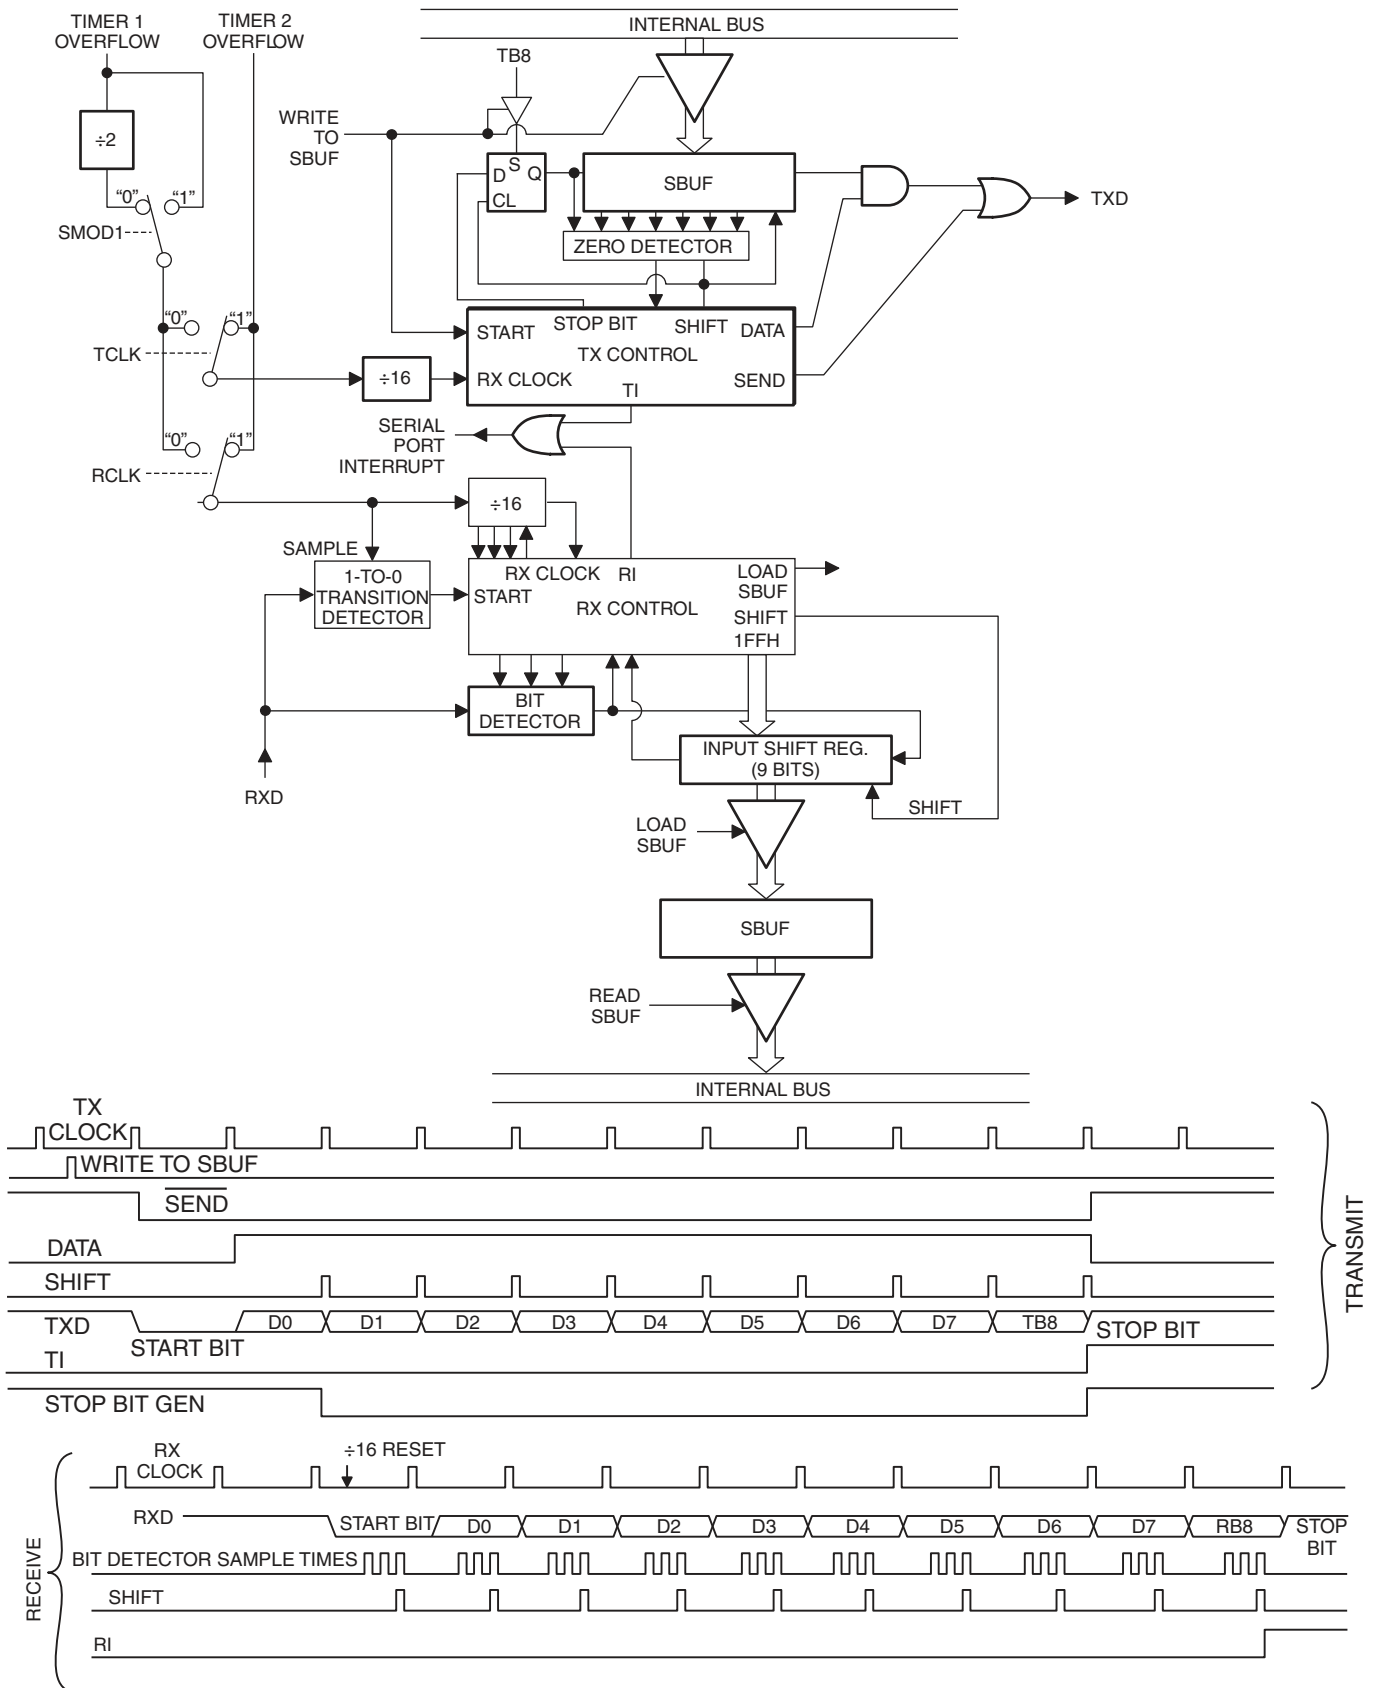 TIMER 1
OVERFLOW
TIMER 2
OVERFLOW
INTERNAL BUS
TB8
WRITE
TO
SBUF
÷2
"0"
"1"
SMOD1
D
S
Q
CL
SBUF
TXD
ZERO DETECTOR
"0"
"1"
TCLK
÷16
START
STOP BIT
SHIFT
DATA
TX CONTROL
RX CLOCK
SEND
TI
"0"
"1"
RCLK
SERIAL
PORT
INTERRUPT
÷16
SAMPLE
1-TO-0
TRANSITION
DETECTOR
RX CLOCK
RI
LOAD
SBUF
START
RX CONTROL
SHIFT
1FFH
BIT
DETECTOR
INPUT SHIFT REG.
(9 BITS)
RXD
SHIFT
LOAD
SBUF
SBUF
READ
SBUF
INTERNAL BUS
TX
CLOCK
WRITE TO SBUF
SEND
DATA
SHIFT
TXD
START BIT
D0
D1
D2
D3
D4
D5
D6
D7
TB8
STOP BIT
TI
STOP BIT GEN
TRANSMIT
RX
CLOCK
÷16 RESET
RXD
START BIT
D0
D1
D2
D3
D4
D5
D6
D7
RB8
STOP
BIT
BIT DETECTOR SAMPLE TIMES
SHIFT
RI
RECEIVE